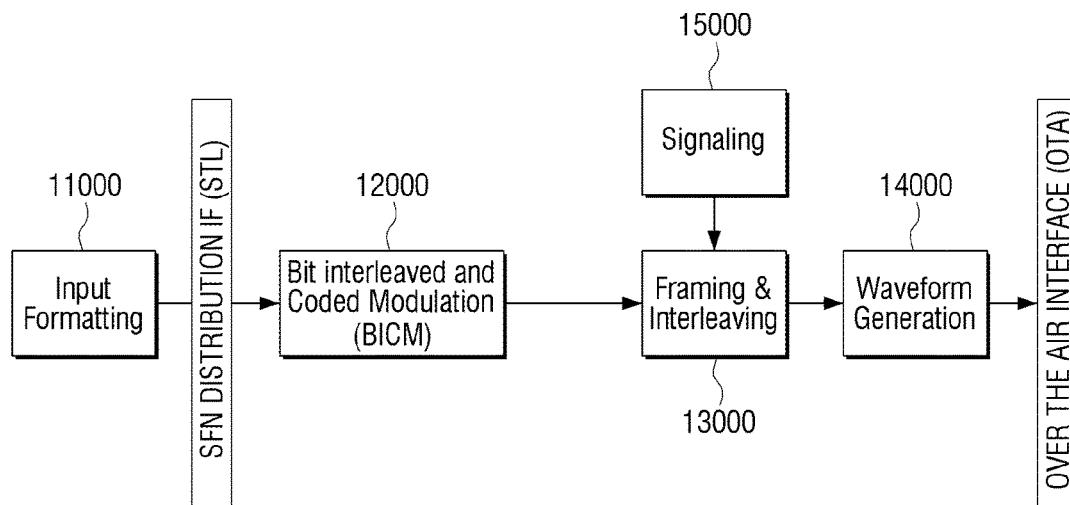 15000
Signaling
11000
Input
Formatting
SFN DISTRIBUTION IF (STL)
12000
Bit interleaved and
Coded Modulation
(BICM)
Framing &
Interleaving
13000
14000
Waveform
Generation
OVER THE AIR INTERFACE (OTA)